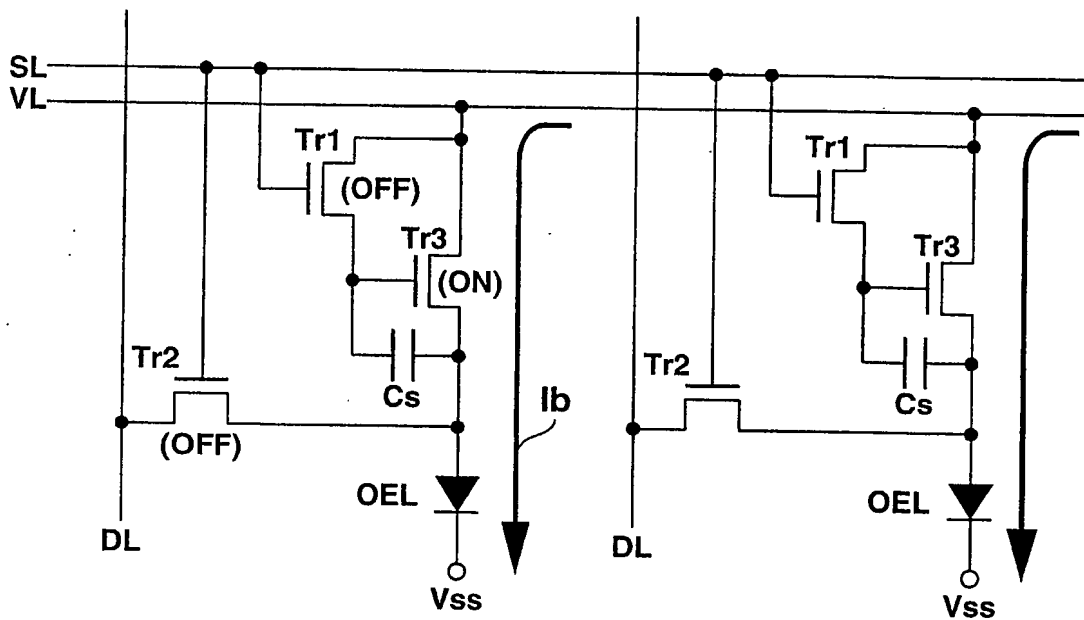 SL
VL
Tr1
(OFF)
Tr3
(ON)
Tr2
(OFF)
Cs
Ib
OEL
DL
Vss
Tr1
Tr3
Tr2
Cs
OEL
DL
Vss